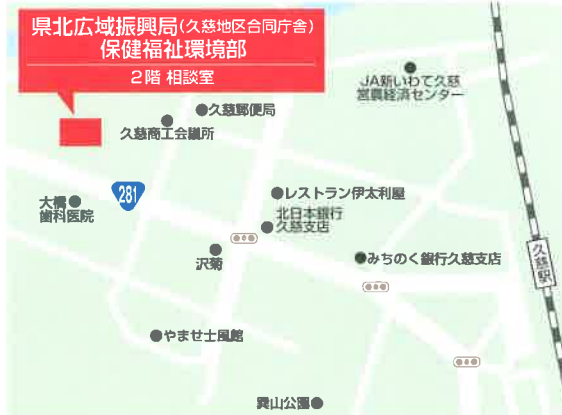 県北広域振興局(久慈地区合同庁舎)
保健福祉環境部
2階 相談室
JA新いわて久慈
営農経済センター
久慈郵便局
久慈商工会議所
大橋
歯科医院
281
レストラン伊太利屋
北日本銀行
久慈支店
沢菊
みちのく銀行久慈支店
久慈駅
やませ土風館
巽山公園